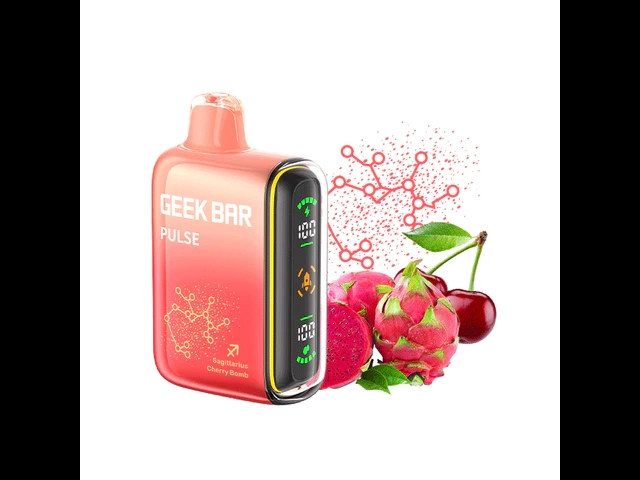 GEEK BAR
PULSE
100
100
Sagittarius
Cherry Bomb